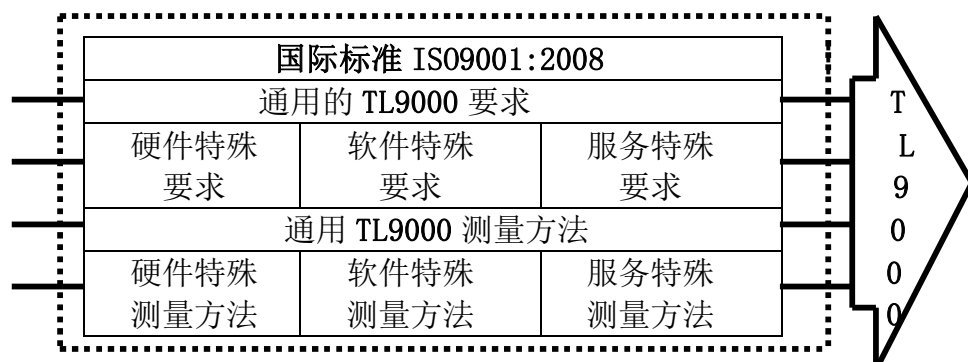 国际标准 ISO9001:2008
通用的 TL9000 要求
硬件特殊 软件特殊 服务特殊
要求 要求 要求
通用 TL9000 测量方法
硬件特殊 软件特殊 服务特殊
测量方法 测量方法 测量方法
T
L
9
0
0
0